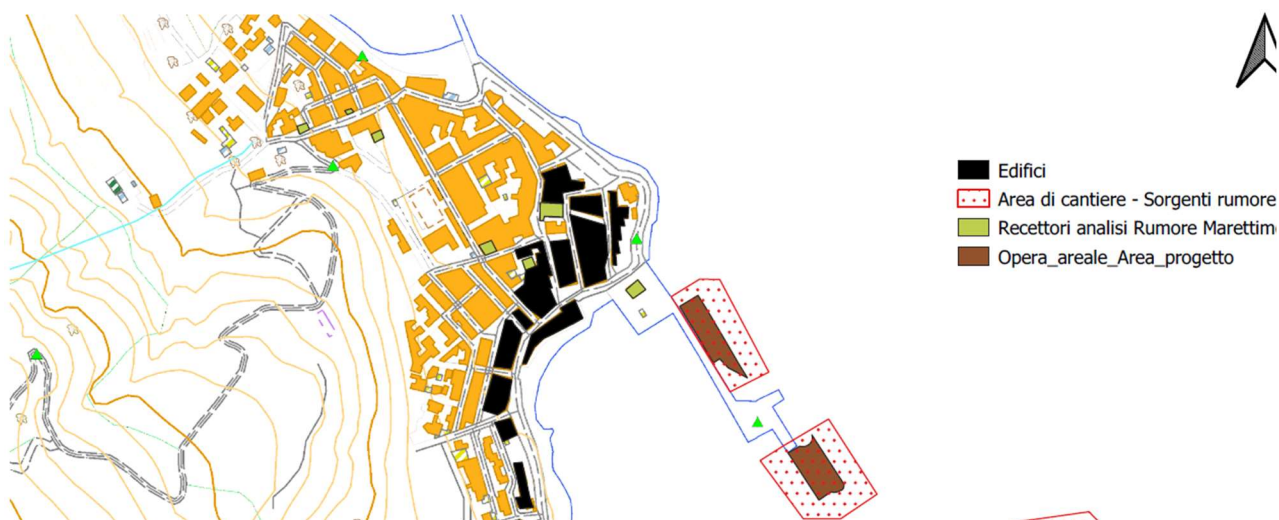 Edifici
Area di cantiere - Sorgenti rumore
Recettori analisi Rumore Marettim
Opera_areale_Area_progetto